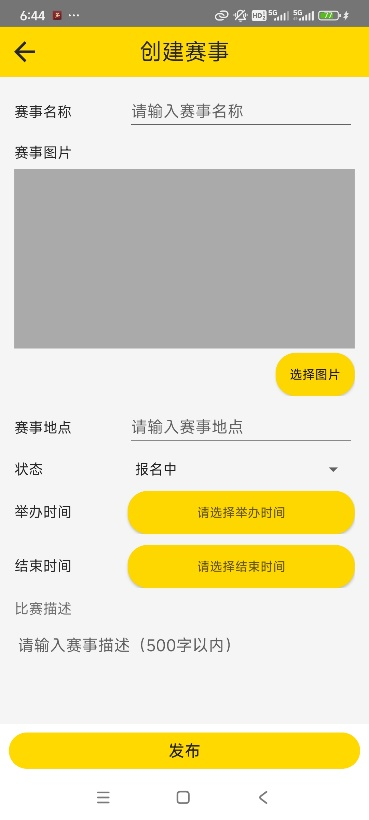 6:44
HD 5G 5G 77
创建赛事
赛事名称 请输入赛事名称
赛事图片
选择图片
赛事地点 请输入赛事地点
状态 报名中
举办时间 请选择举办时间
结束时间 请选择结束时间
比赛描述
请输入赛事描述（500字以内）
发布